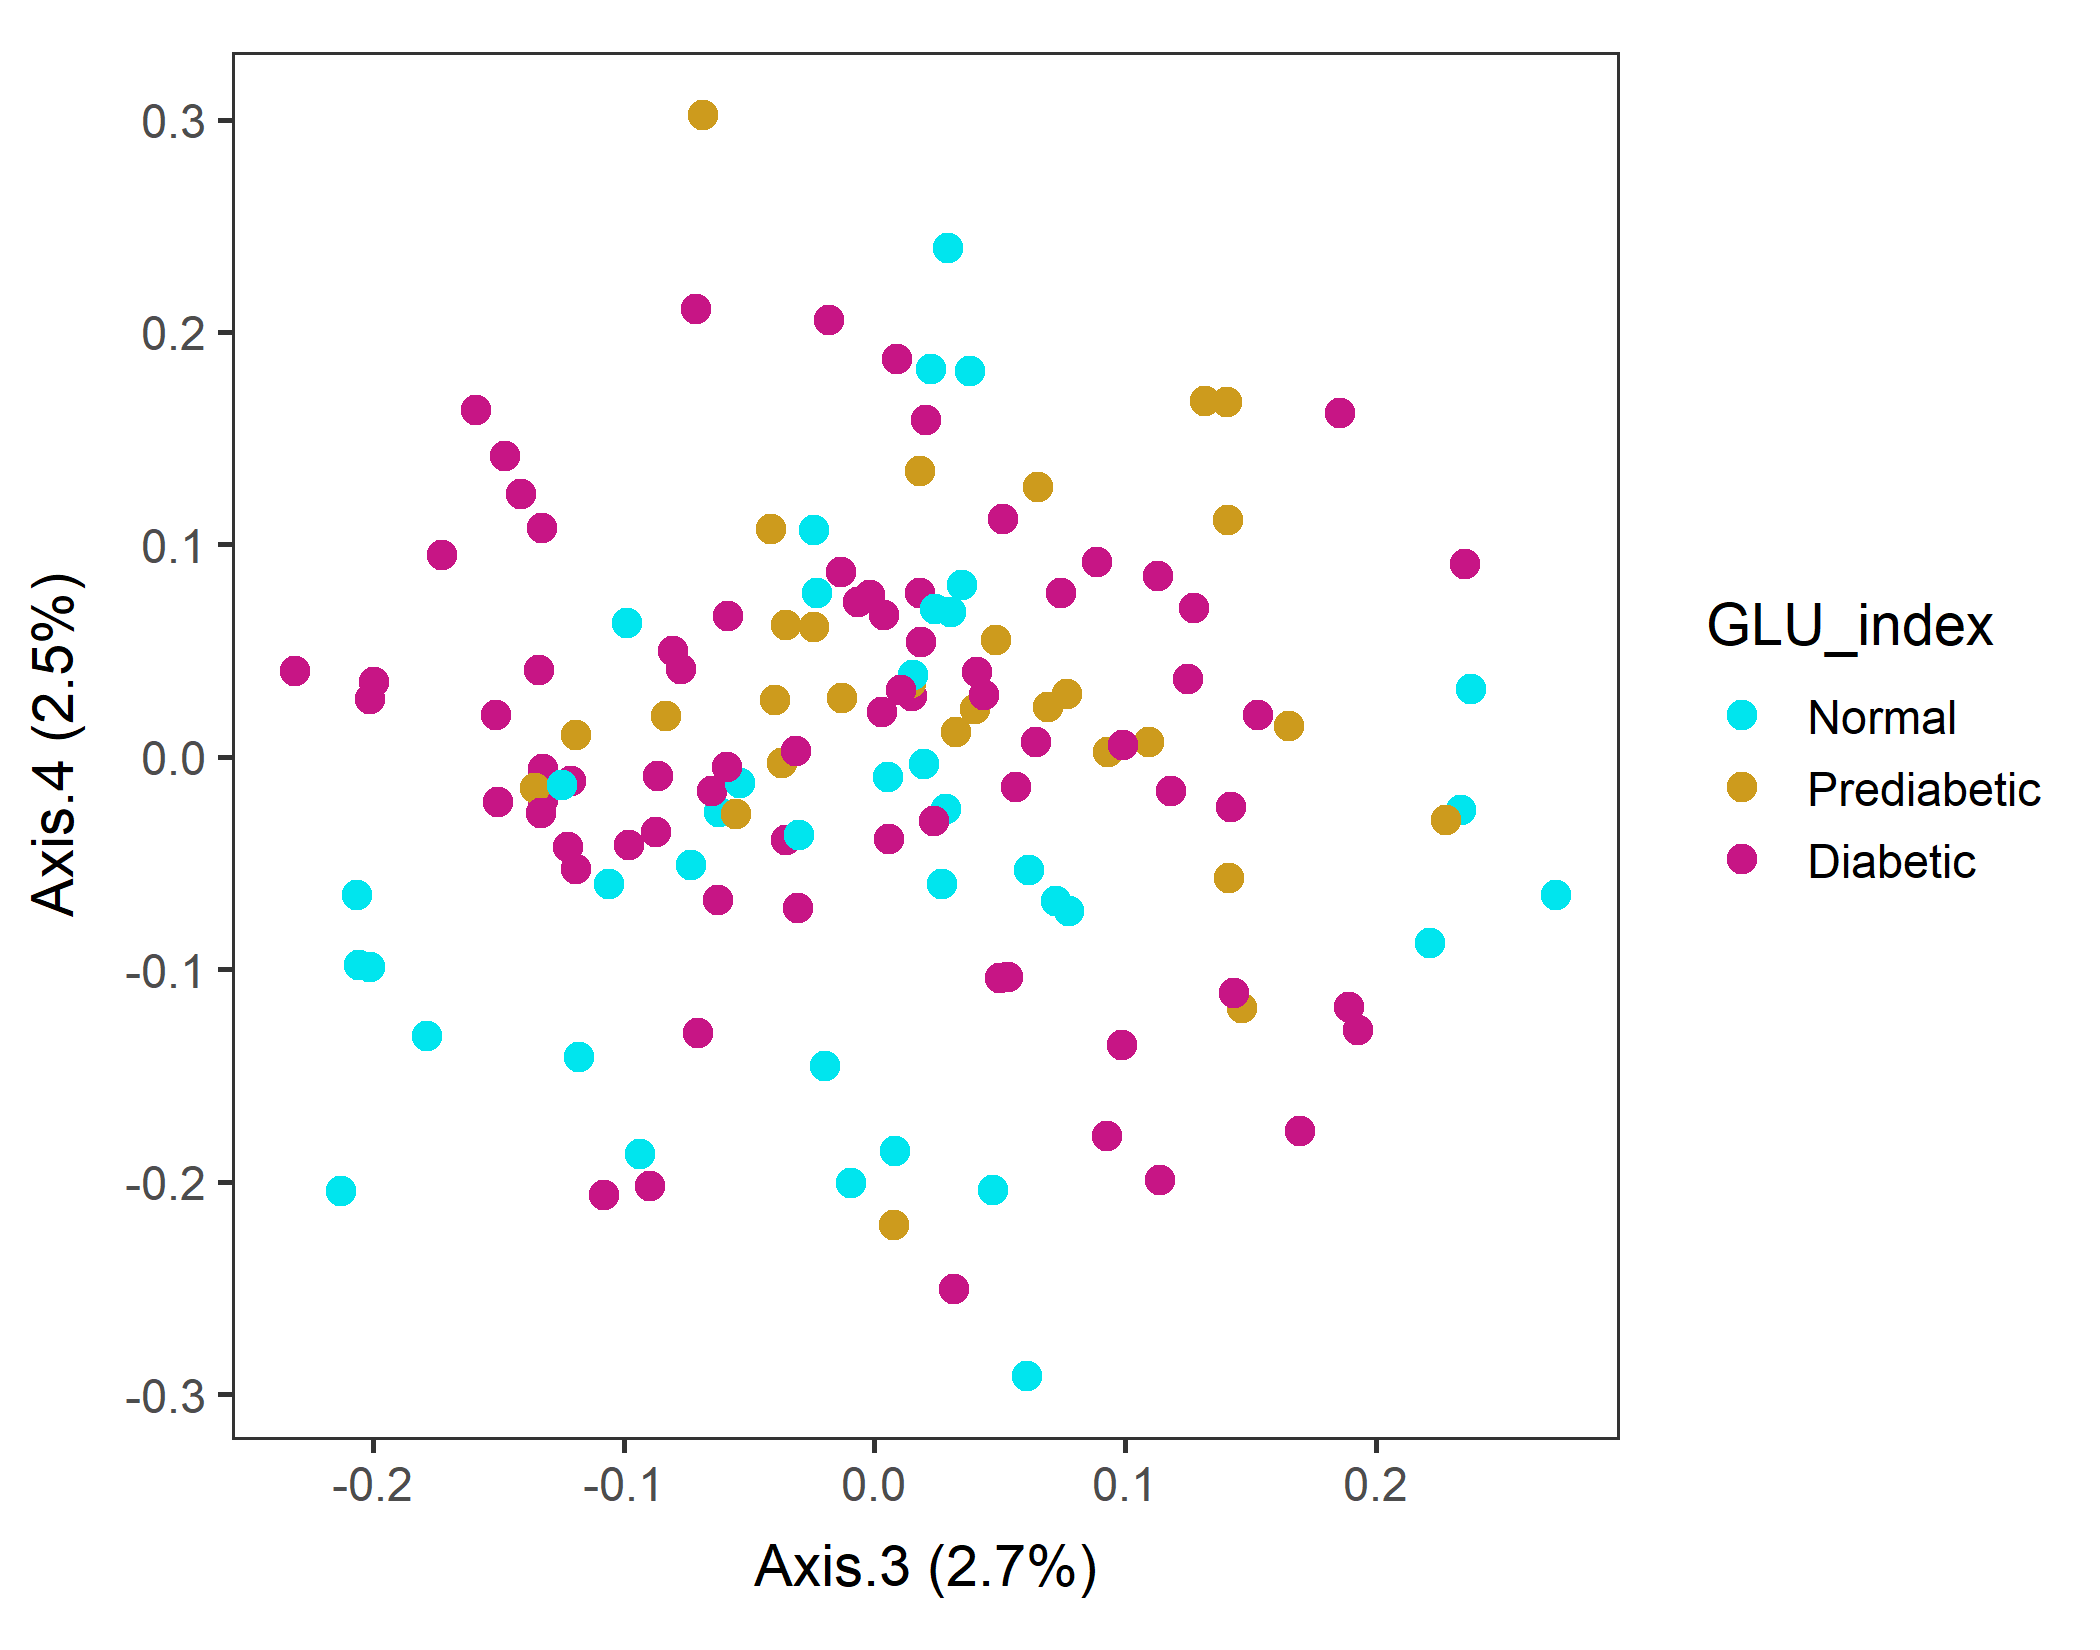 0.3
0.2
0.1
0.0
-0.1
-0.2
-0.3
Axis.4 (2.5%)
-0.2
-0.1
0.0
0.1
0.2
Axis.3 (2.7%)
GLU_index
Normal
Prediabetic
Diabetic